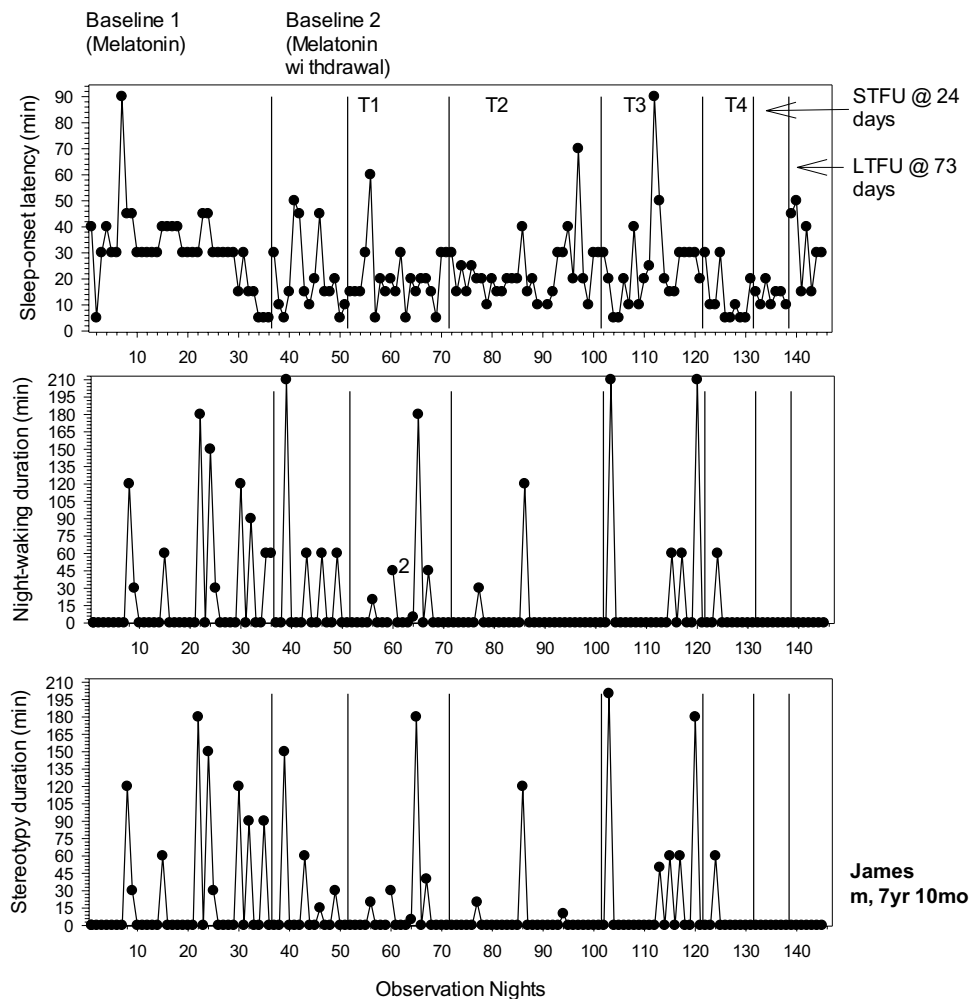 Baseline 1
(Melatonin)
Baseline 2
(Melatonin
wi thdrawal)
T1
T2
T3
T4
STFU @ 24
days
LTFU @ 73
days
Sleep-onset latency (min)
90
80
70
60
50
40
30
20
10
0
10 20 30 40 50 60 70 80 90 100 110 120 130 140
Night-waking duration (min)
210
195
180
165
150
135
120
105
90
75
60
45
30
15
0
2
10 20 30 40 50 60 70 80 90 100 110 120 130 140
Stereotypy duration (min)
210
195
180
165
150
135
120
105
90
75
60
45
30
15
0
10 20 30 40 50 60 70 80 90 100 110 120 130 140
James
m, 7yr 10mo
Observation Nights